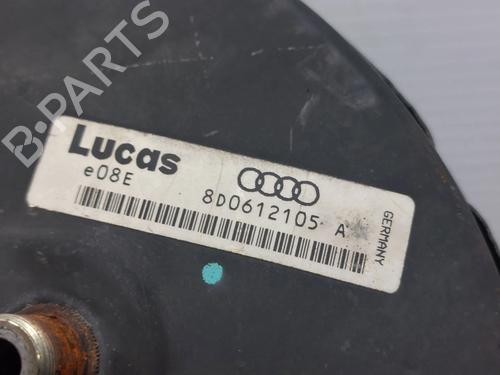 B-PARTS
Lucas
e08E
8D0612105 A
GERMANY